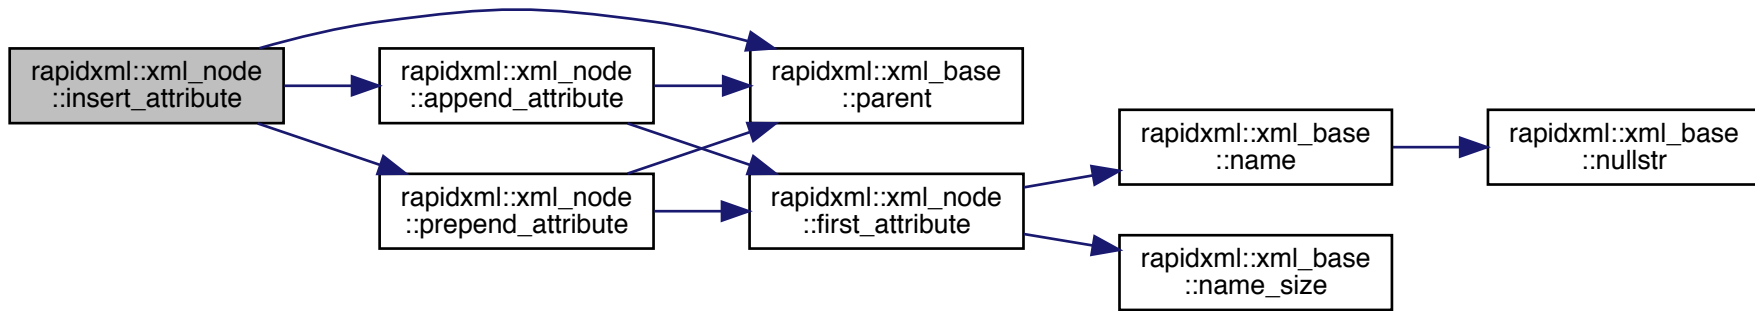 rapidxml::xml_node
::insert_attribute
rapidxml::xml_node
::append_attribute
rapidxml::xml_base
::parent
rapidxml::xml_node
::prepend_attribute
rapidxml::xml_node
::first_attribute
rapidxml::xml_base
::name
rapidxml::xml_base
::nullstr
rapidxml::xml_base
::name_size